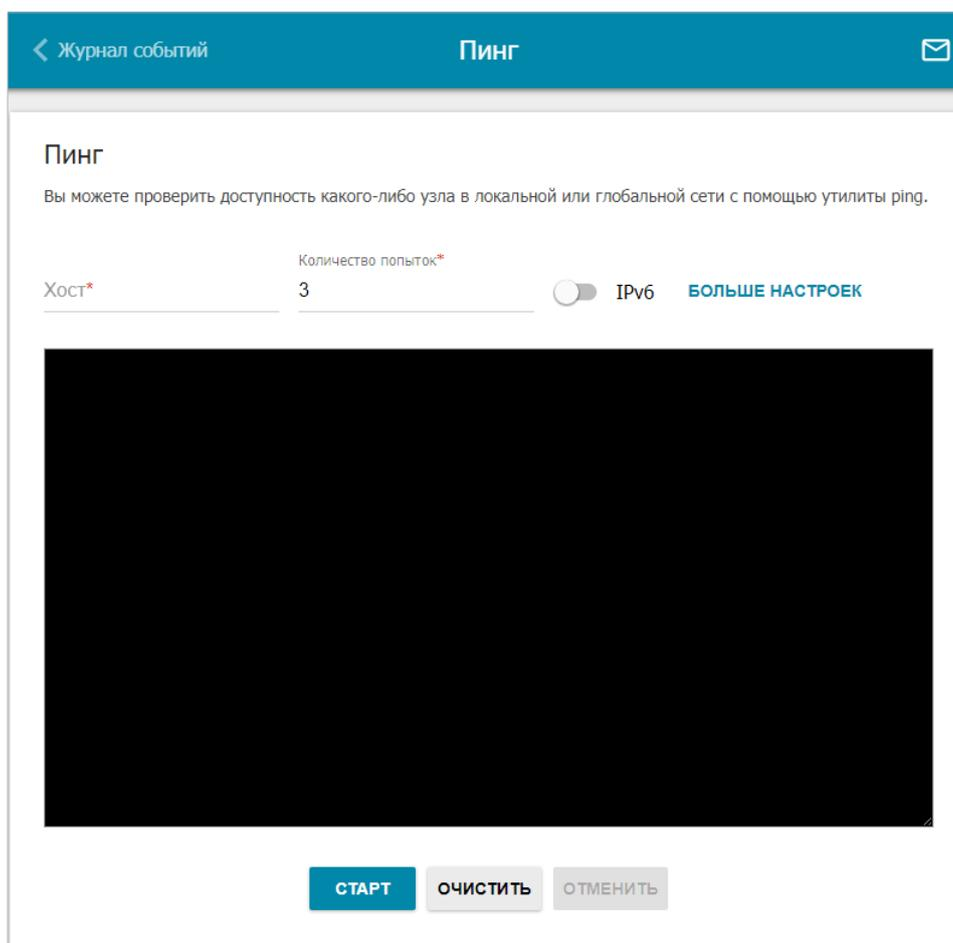 Журнал событий
Пинг
Пинг
Вы можете проверить доступность какого-либо узла в локальной или глобальной сети с помощью утилиты ping.
Хост*
Количество попыток*
3
IPv6
БОЛЬШЕ НАСТРОЕК
СТАРТ
ОЧИСТИТЬ
ОТМЕНИТЬ